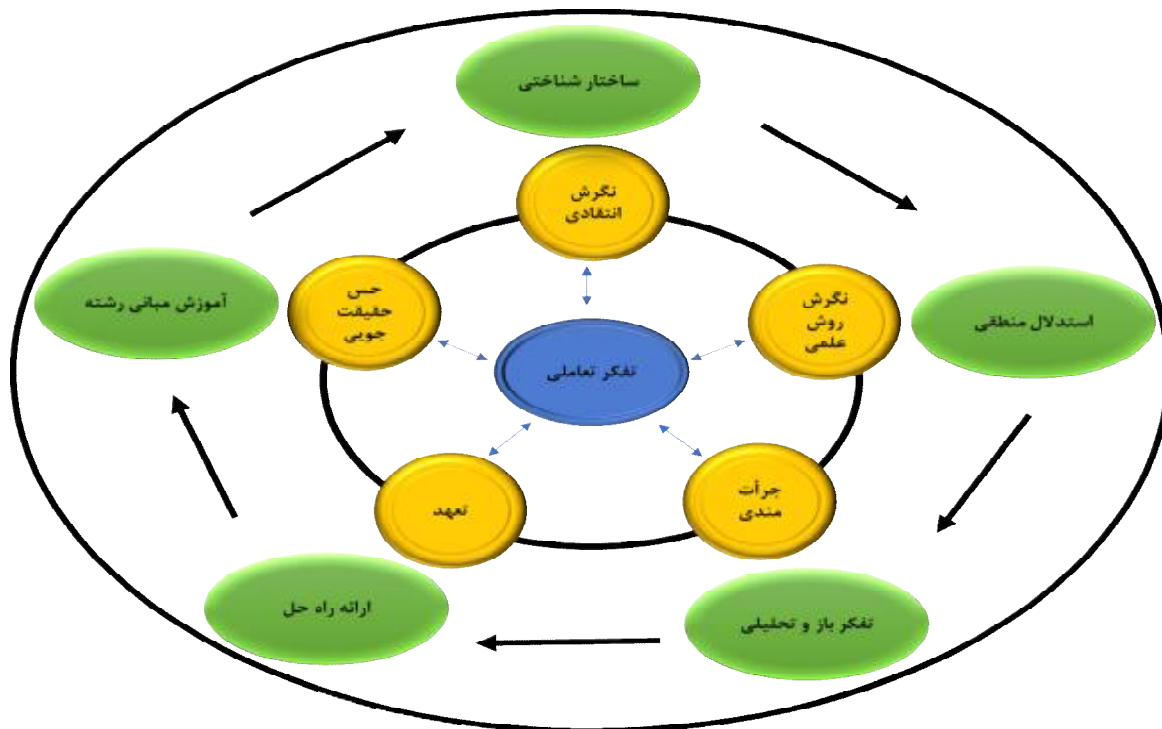 ساختار شناختی
نگرش
انتقادی
حس
حقیقت
جویی
آموزش مبانی رشته
نگرش
روش
علمی
استدلال منطقی
تفکر تعاملی
جرأت
مندی
تعهد
ارائه راه حل
تفکر باز و تحلیلی